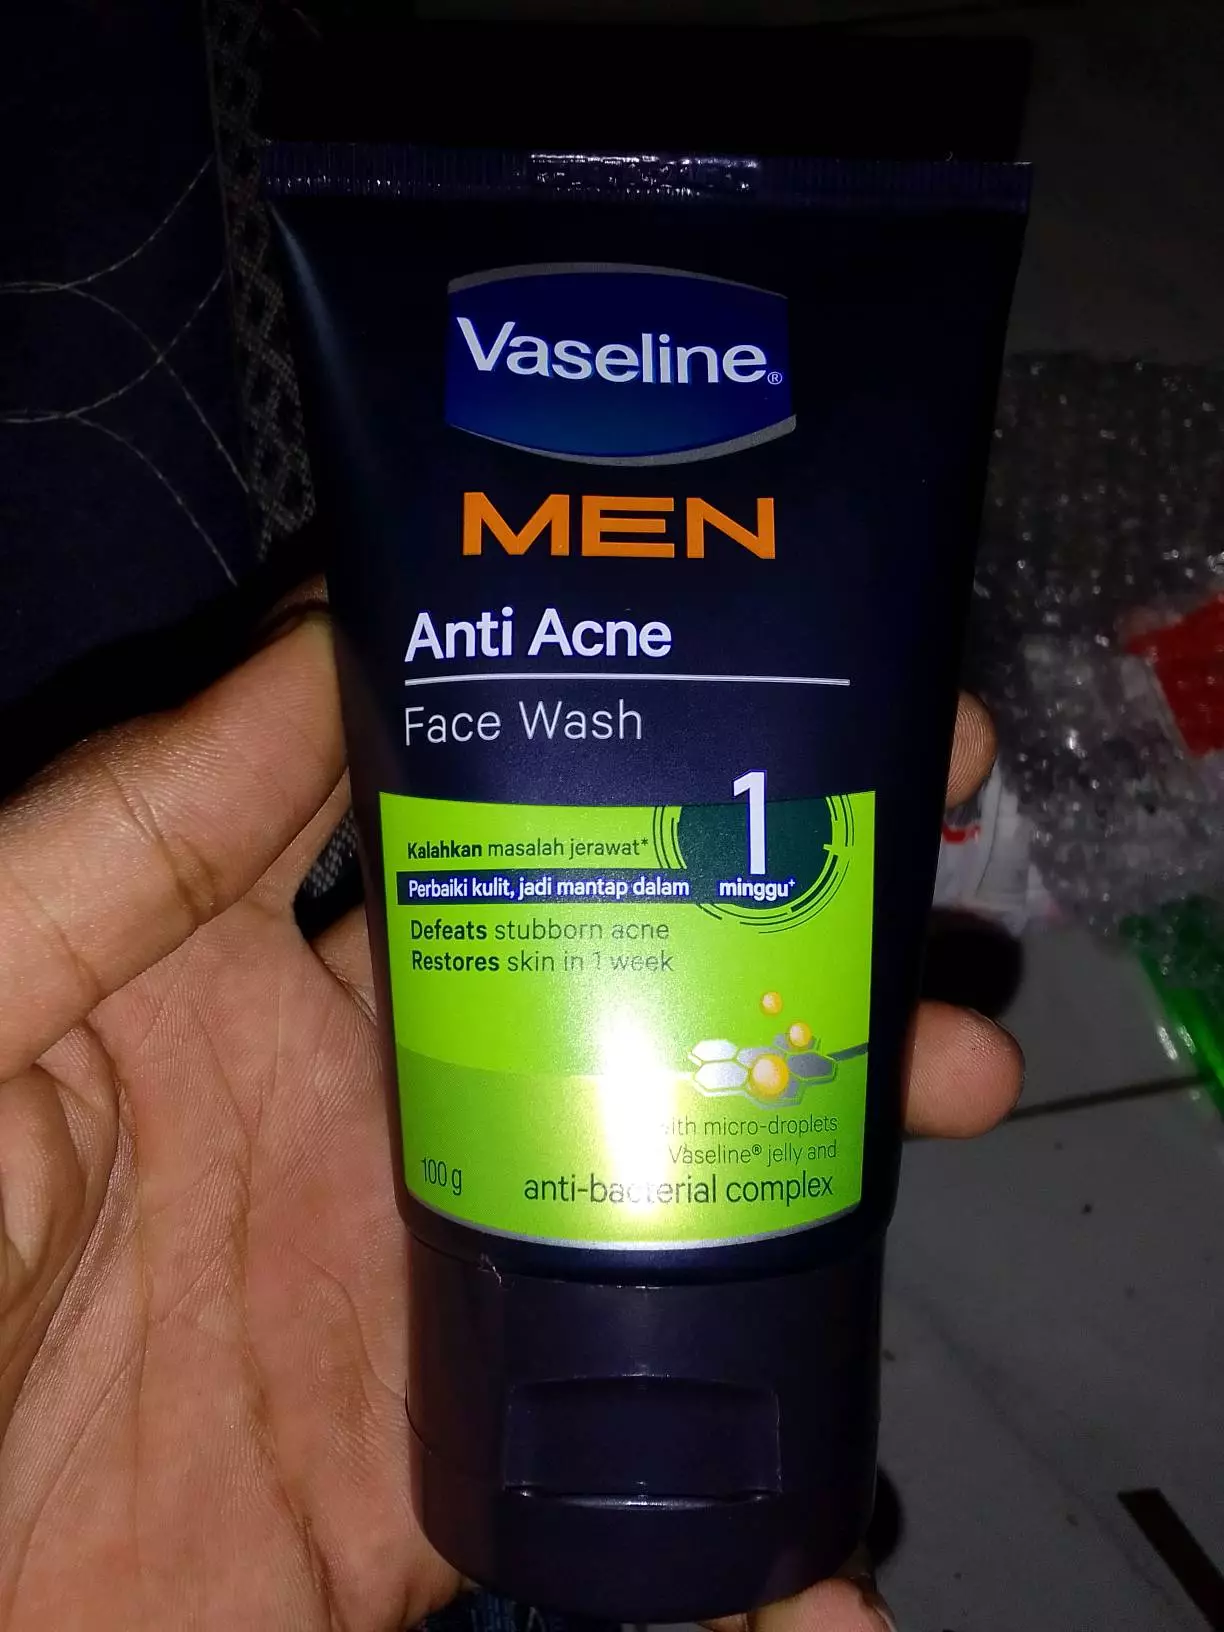 Vaseline®
MEN
Anti Acne
Face Wash
1
Kalahkan masalah jerawat*
Perbaiki kulit, jadi mantap dalam minggu⁺
Defeats stubborn acne
Restores skin in 1 week
micro-droplets
Vaseline® jelly and
anti-bacterial complex
100 g